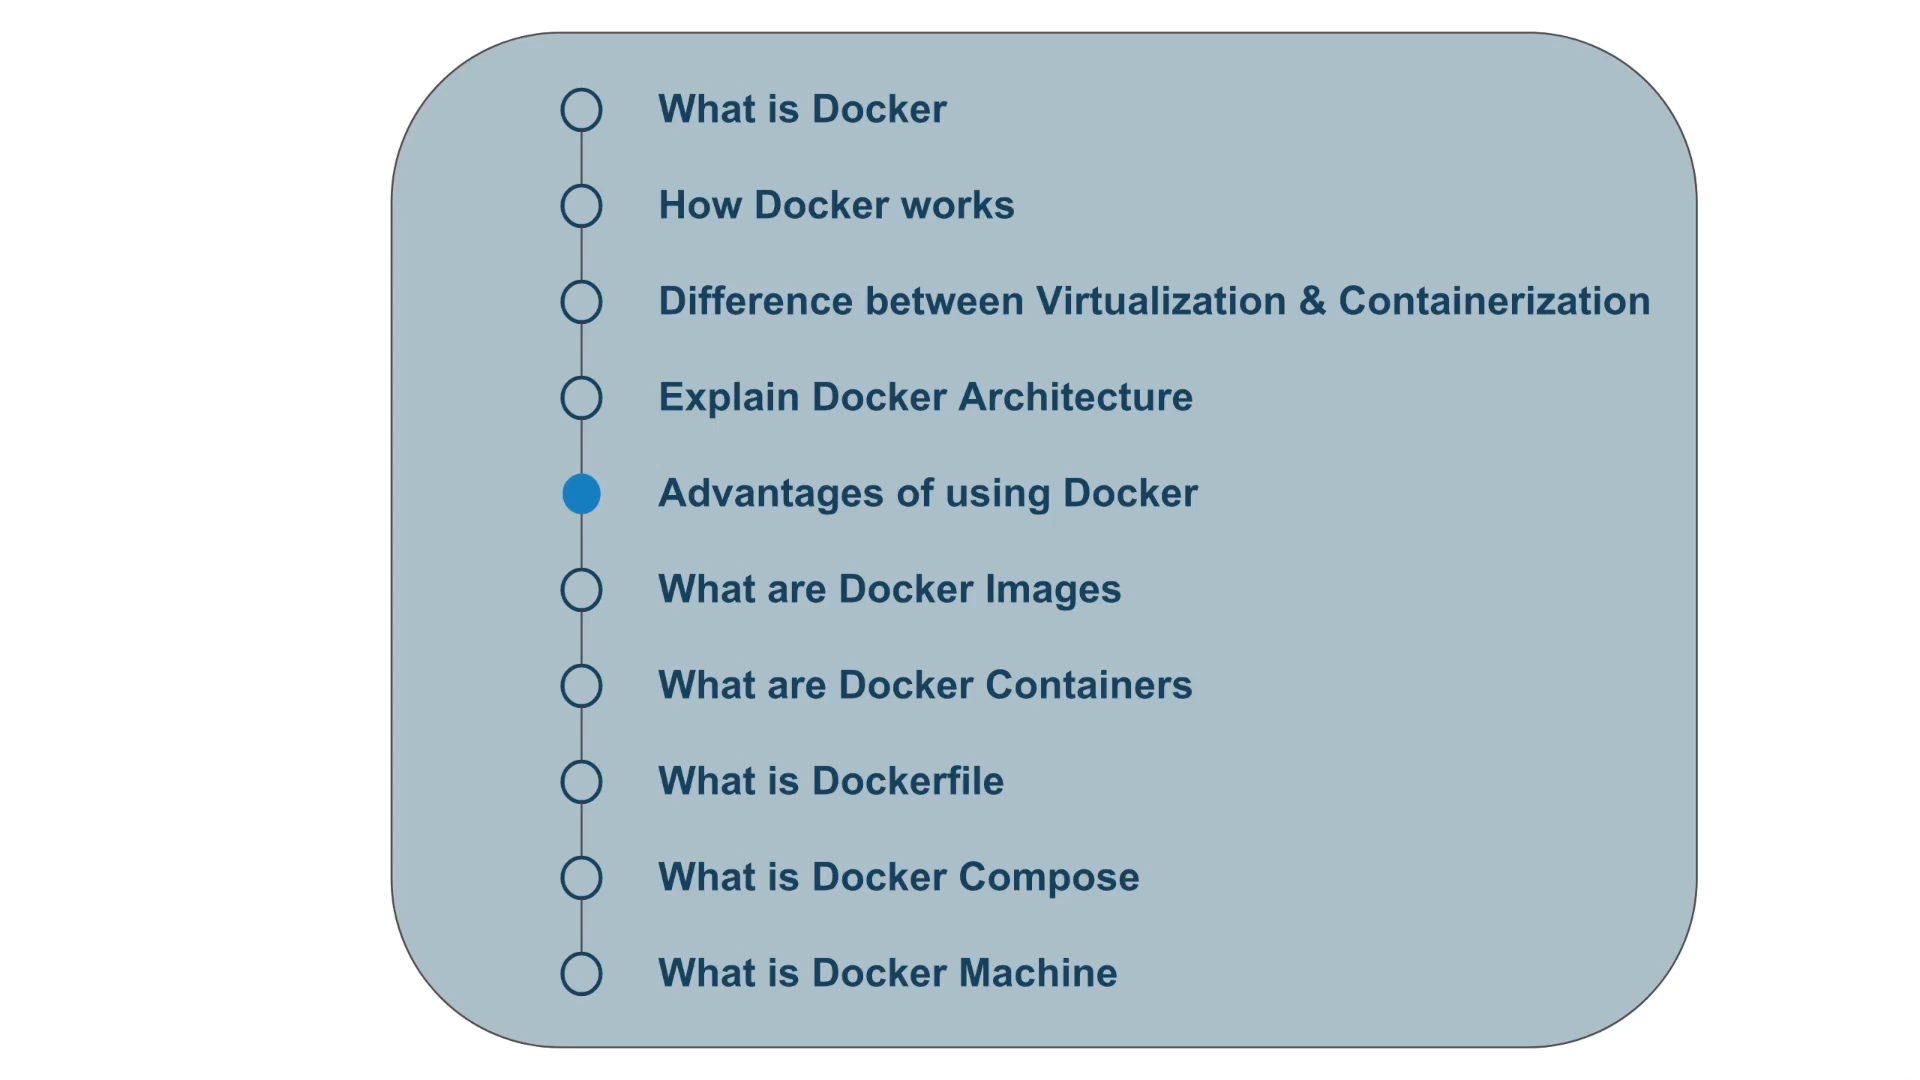 What is Docker
How Docker works
Difference between Virtualization & Containerization
Explain Docker Architecture
Advantages of using Docker
What are Docker Images
What are Docker Containers
What is Dockerfile
What is Docker Compose
What is Docker Machine